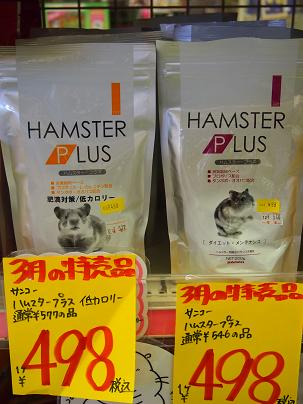 HAMSTER
PLUS
ハムスター・プラス
肥満対策/低カロリー
HAMSTER
PLUS
ハムスター・プラス
ダイエット・メンテナンス
3月の特売品
サンコー
ハムスタープラス 低カロリー
通常¥577の品
498
税込
3月の特売品
サンコー
ハムスタープラス
通常¥646の品
498
税込